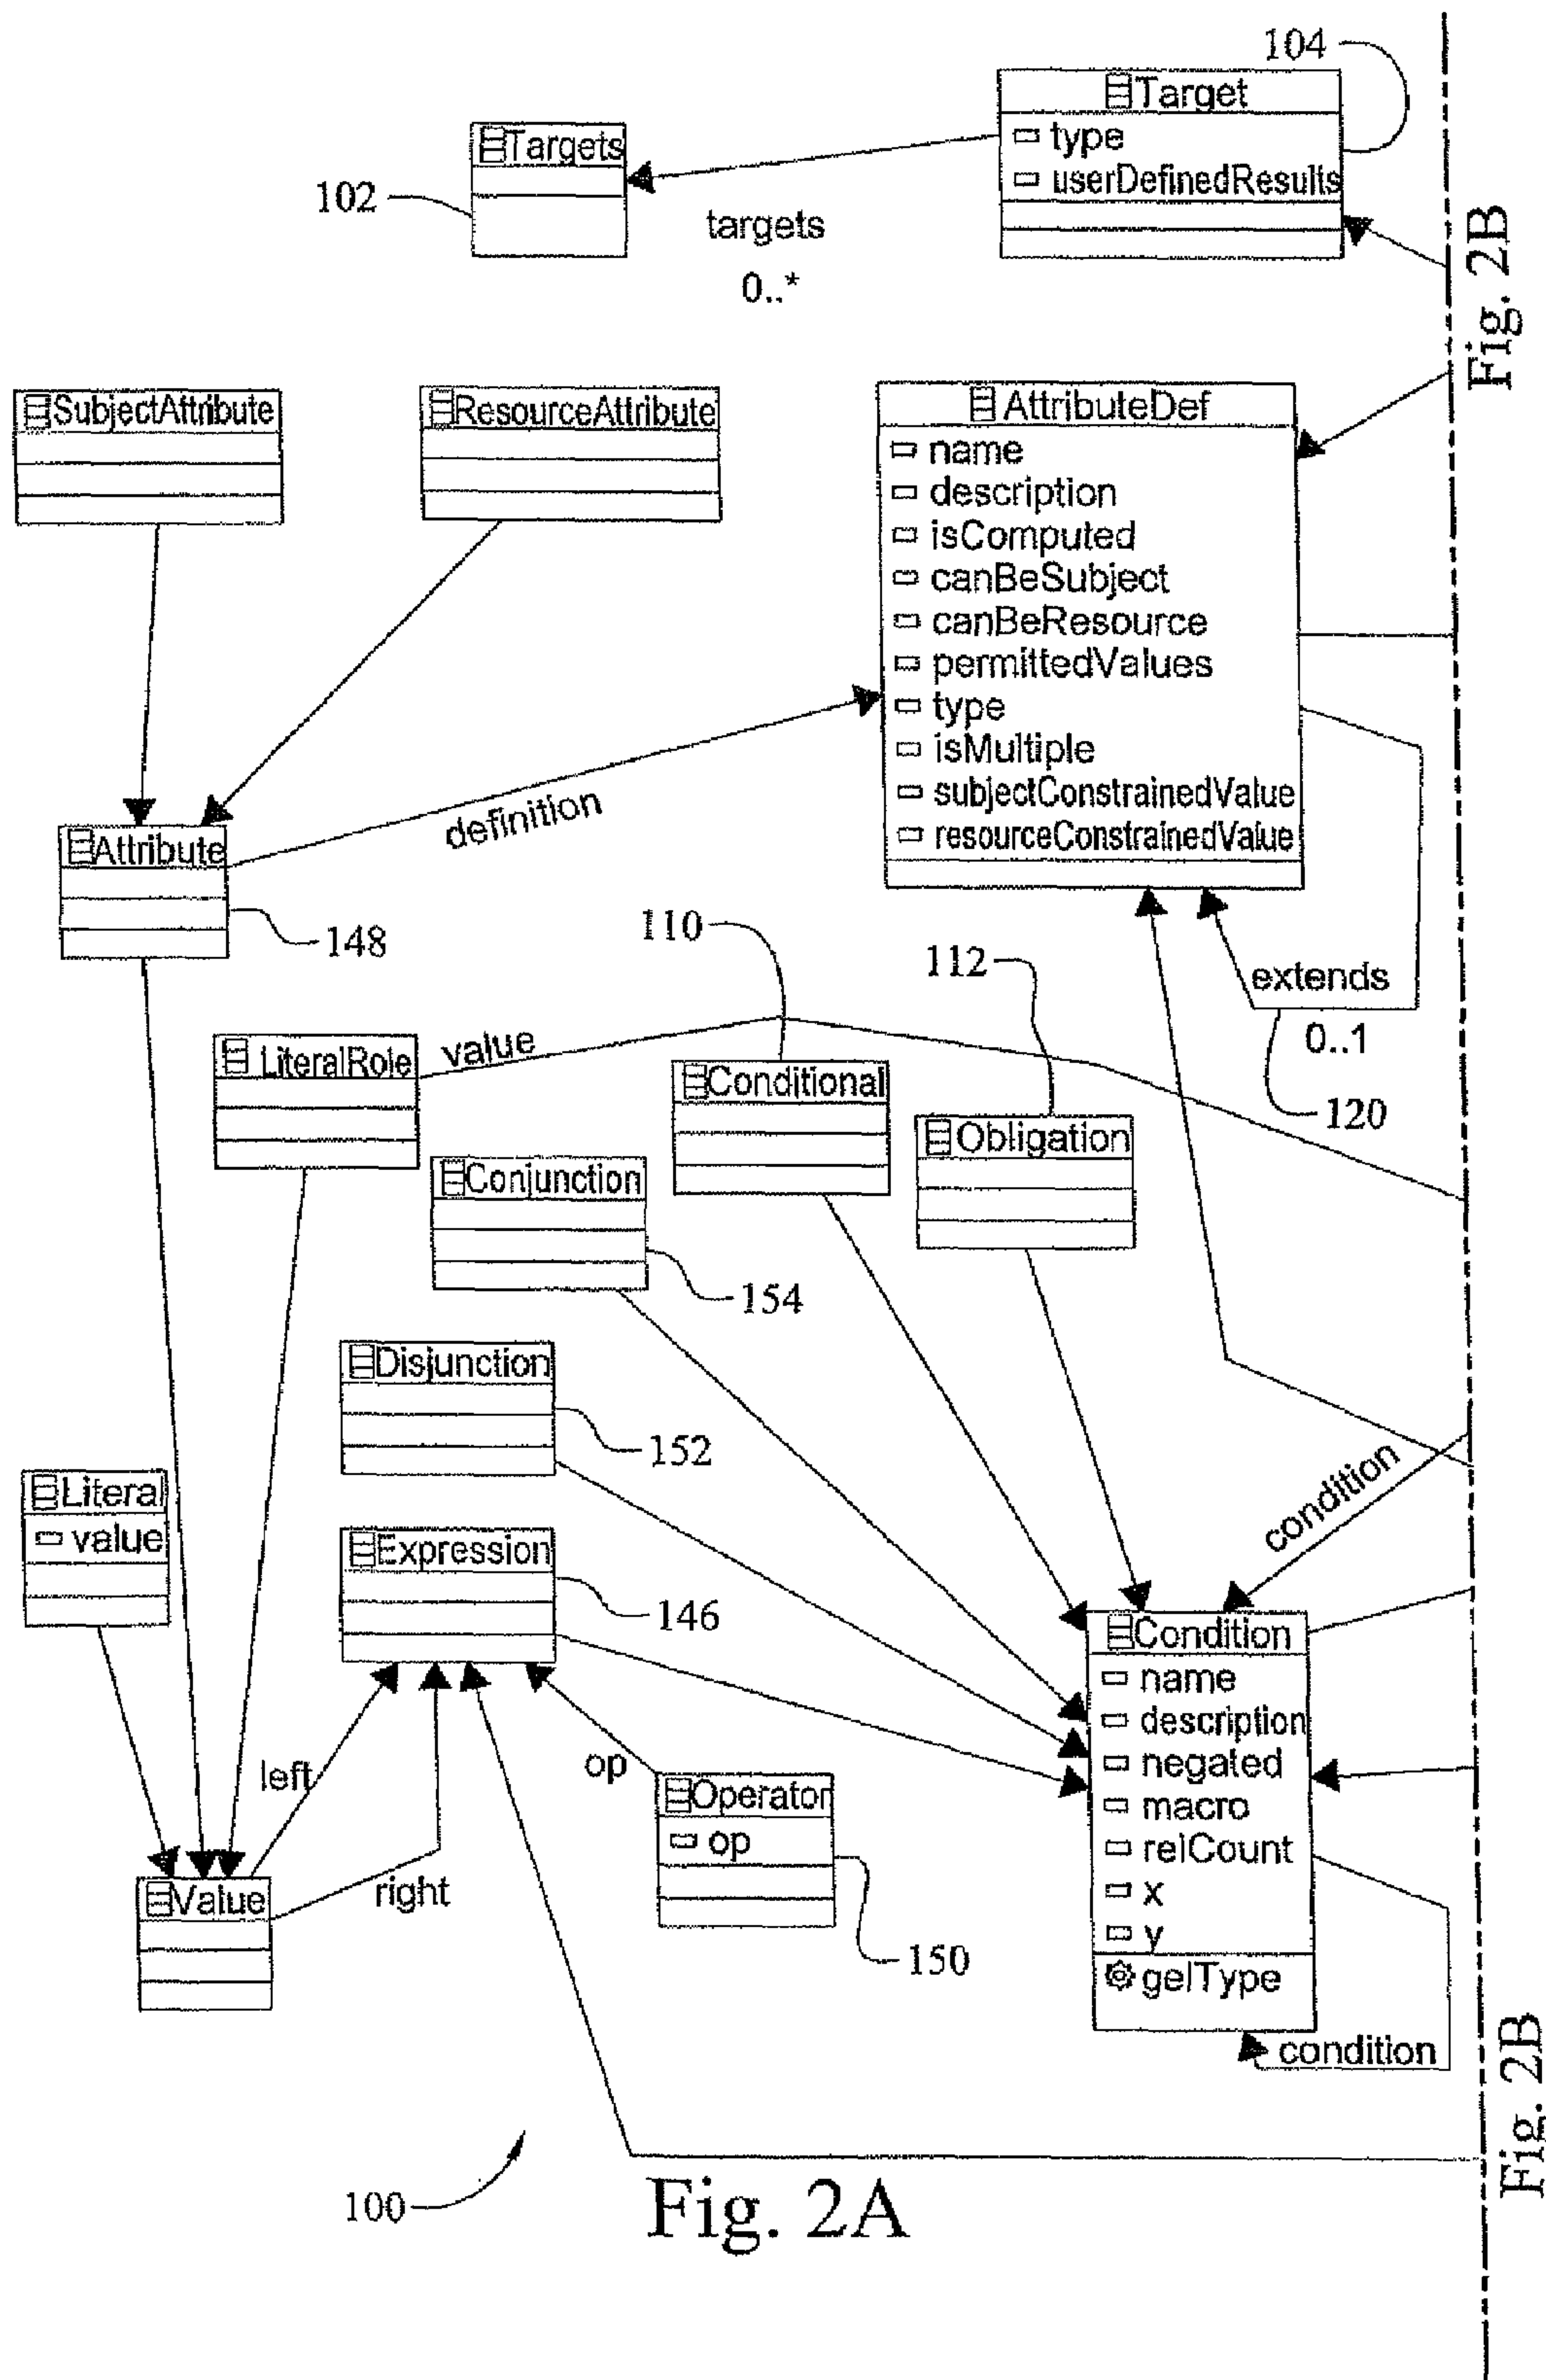 104
Target
type
userDefinedResults
Targets
102
targets
0..*
Fig. 2B
SubjectAttribute
ResourceAttribute
AttributeDef
name
description
isComputed
canBeSubject
canBeResource
permittedValues
type
isMultiple
subjectConstrainedValue
resourceConstrainedValue
definition
Attribute
148
110
112
extends
0..1
120
LiteralRole
value
Conditional
Obligation
Conjunction
154
Disjunction
152
condition
Literal
value
Expression
146
Condition
name
description
negated
macro
relCount
x
y
gelType
condition
left
op
Operator
op
right
Value
150
100
Fig. 2A
Fig. 2B